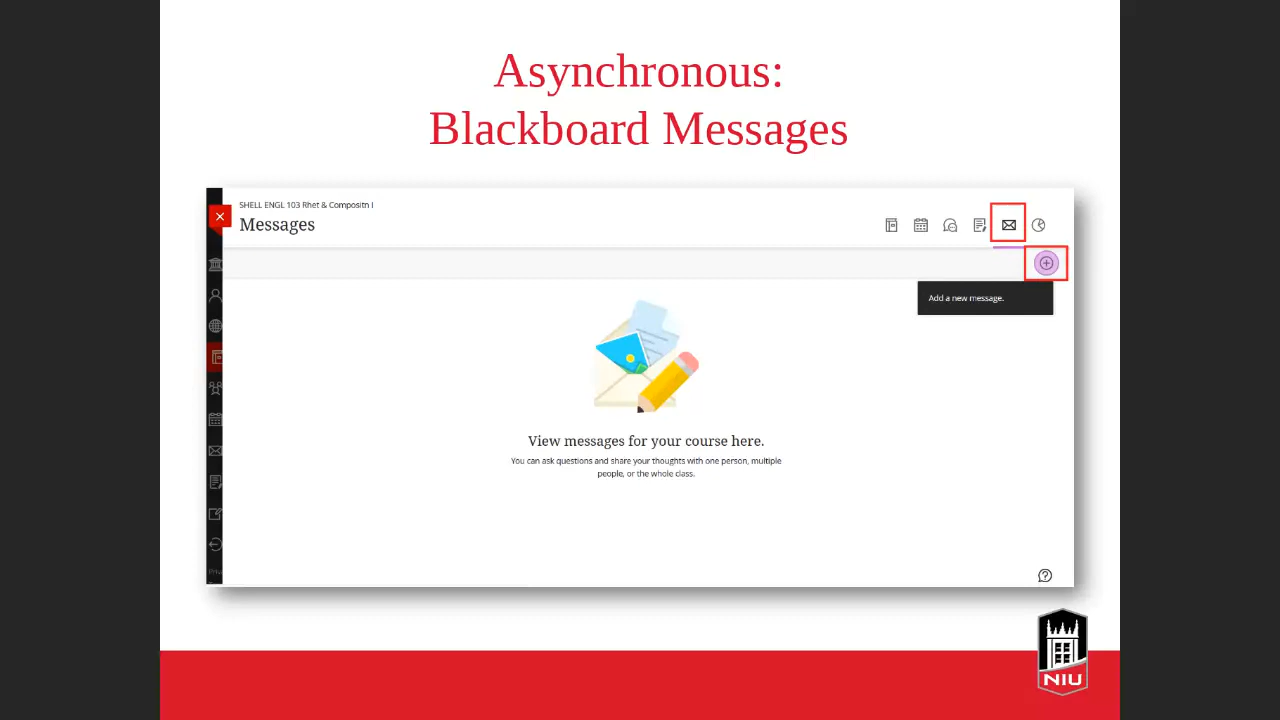 Asynchronous:
Blackboard Messages
SHELL ENGL 103 Rhet & Compositn I
Messages
Add a new message.
View messages for your course here.
You can ask questions and share your thoughts with one person, multiple
people, or the whole class.
NIU